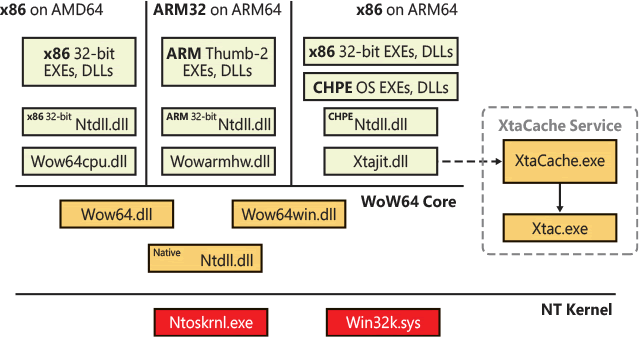 x86 on AMD64
ARM32 on ARM64
x86 on ARM64
x86 32-bit
EXEs, DLLs
ARM Thumb-2
EXEs, DLLs
x86 32-bit EXEs, DLLs
CHPE OS EXEs, DLLs
x86 32-bit Ntdll.dll
ARM 32-bit Ntdll.dll
CHPE Ntdll.dll
Wow64cpu.dll
Wowarmhw.dll
Xtajit.dll
XtaCache Service
XtaCache.exe
Xtac.exe
WoW64 Core
Wow64.dll
Wow64win.dll
Native Ntdll.dll
NT Kernel
Ntoskrnl.exe
Win32k.sys